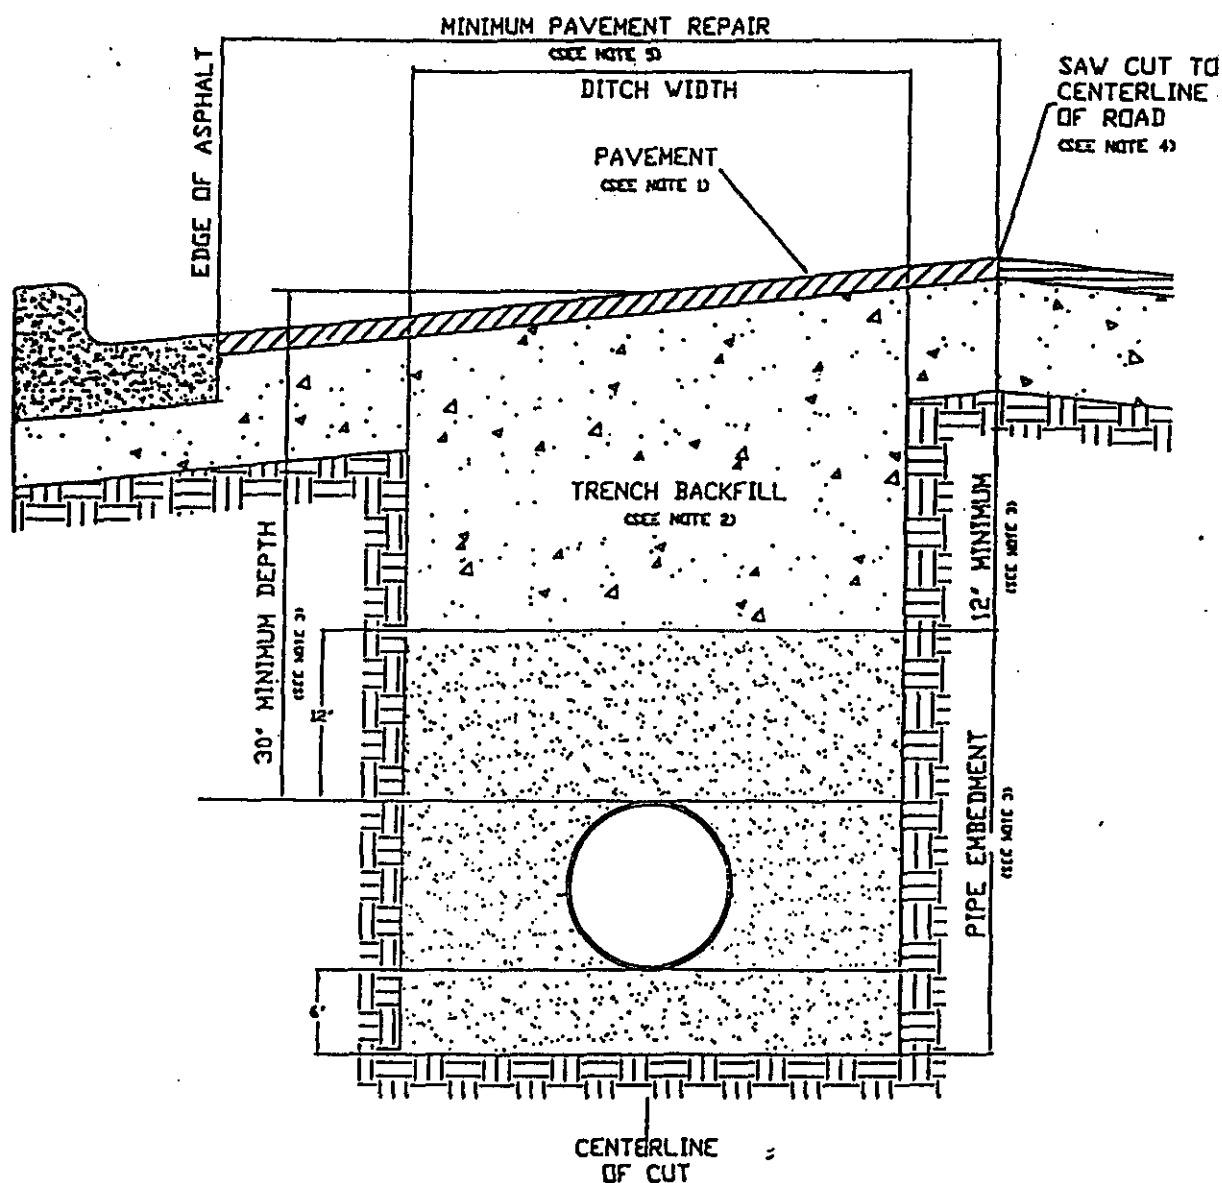 MINIMUM PAVEMENT REPAIR
(SEE NOTE 5)
DITCH WIDTH
EDGE OF ASPHALT
SAW CUT TO
CENTERLINE
OF ROAD
(SEE NOTE 4)
PAVEMENT
(SEE NOTE 1)
TRENCH BACKFILL
(SEE NOTE 2)
30" MINIMUM DEPTH
(SEE NOTE 3)
12"
12" MINIMUM
(SEE NOTE 3)
PIPE EMBEDMENT
(SEE NOTE 3)
6"
CENTERLINE
OF CUT